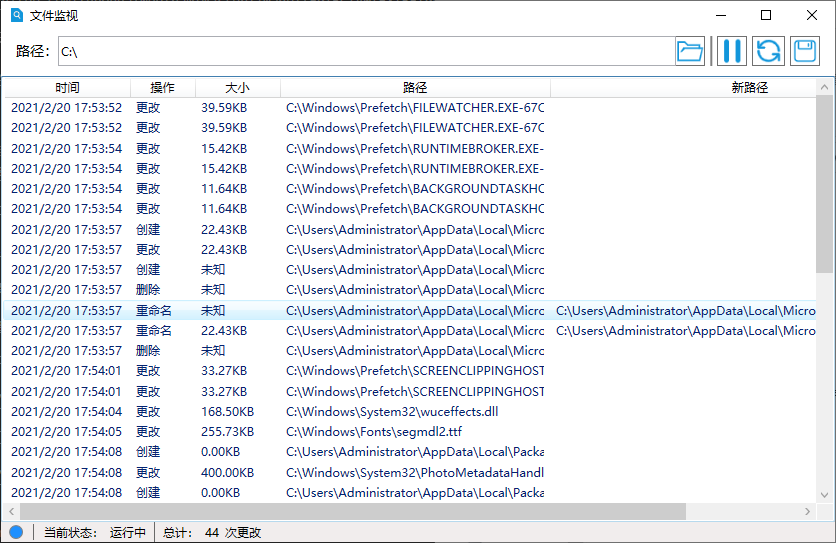 文件监视
路径: C:\
时间 操作 大小 路径 新路径
2021/2/20 17:53:52 更改 39.59KB C:\Windows\Prefetch\FILEWATCHER.EXE-67C
2021/2/20 17:53:52 更改 39.59KB C:\Windows\Prefetch\FILEWATCHER.EXE-67C
2021/2/20 17:53:54 更改 15.42KB C:\Windows\Prefetch\RUNTIMEBROKER.EXE-
2021/2/20 17:53:54 更改 15.42KB C:\Windows\Prefetch\RUNTIMEBROKER.EXE-
2021/2/20 17:53:54 更改 11.64KB C:\Windows\Prefetch\BACKGROUNDTASKHC
2021/2/20 17:53:54 更改 11.64KB C:\Windows\Prefetch\BACKGROUNDTASKHC
2021/2/20 17:53:57 创建 22.43KB C:\Users\Administrator\AppData\Local\Micro
2021/2/20 17:53:57 更改 22.43KB C:\Users\Administrator\AppData\Local\Micro
2021/2/20 17:53:57 创建 未知 C:\Users\Administrator\AppData\Local\Micro
2021/2/20 17:53:57 删除 未知 C:\Users\Administrator\AppData\Local\Micro
2021/2/20 17:53:57 重命名 未知 C:\Users\Administrator\AppData\Local\Micro C:\Users\Administrator\AppData\Local\Micro
2021/2/20 17:53:57 重命名 22.43KB C:\Users\Administrator\AppData\Local\Micro C:\Users\Administrator\AppData\Local\Micro
2021/2/20 17:53:57 删除 未知 C:\Users\Administrator\AppData\Local\Micro
2021/2/20 17:54:01 更改 33.27KB C:\Windows\Prefetch\SCREENCLIPPINGHOST
2021/2/20 17:54:01 更改 33.27KB C:\Windows\Prefetch\SCREENCLIPPINGHOST
2021/2/20 17:54:04 更改 168.50KB C:\Windows\System32\wuceffects.dll
2021/2/20 17:54:05 更改 255.73KB C:\Windows\Fonts\segmdl2.ttf
2021/2/20 17:54:08 创建 0.00KB C:\Users\Administrator\AppData\Local\Packa
2021/2/20 17:54:08 更改 400.00KB C:\Windows\System32\PhotoMetadataHandl
2021/2/20 17:54:08 创建 0.00KB C:\Users\Administrator\AppData\Local\Packa
当前状态: 运行中 总计: 44 次更改